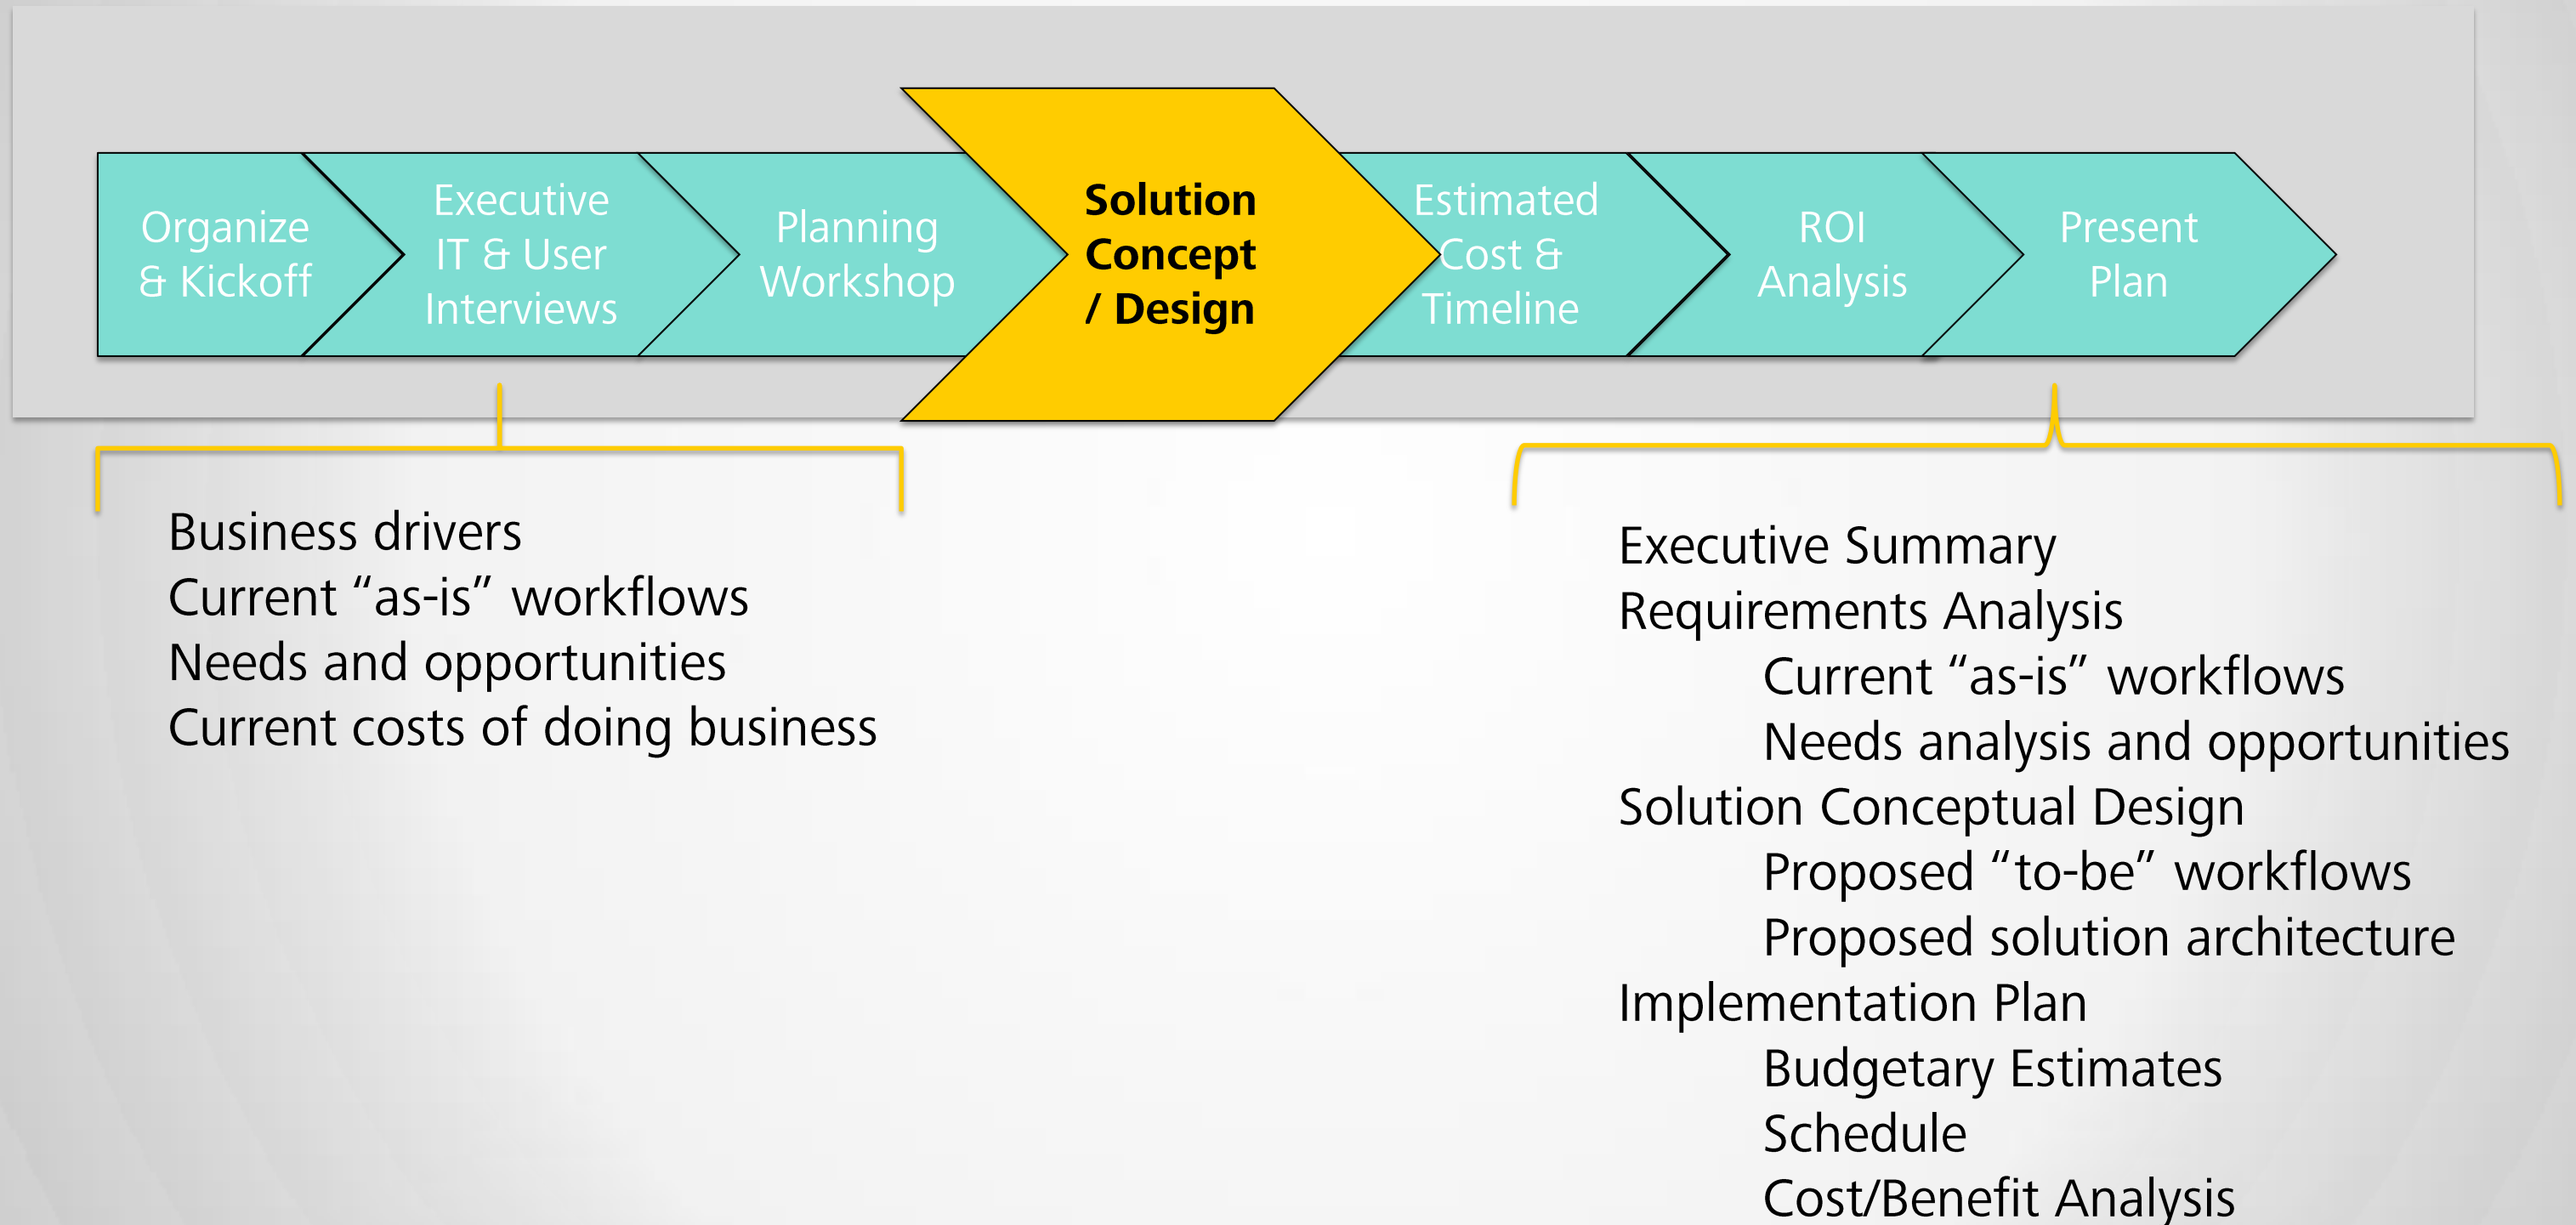 Organize
& Kickoff
Executive
IT & User
Interviews
Planning
Workshop
Solution
Concept
/ Design
Estimated
Cost &
Timeline
ROI
Analysis
Present
Plan
Business drivers
Current “as-is” workflows
Needs and opportunities
Current costs of doing business
Executive Summary
Requirements Analysis
Current “as-is” workflows
Needs analysis and opportunities
Solution Conceptual Design
Proposed “to-be” workflows
Proposed solution architecture
Implementation Plan
Budgetary Estimates
Schedule
Cost/Benefit Analysis